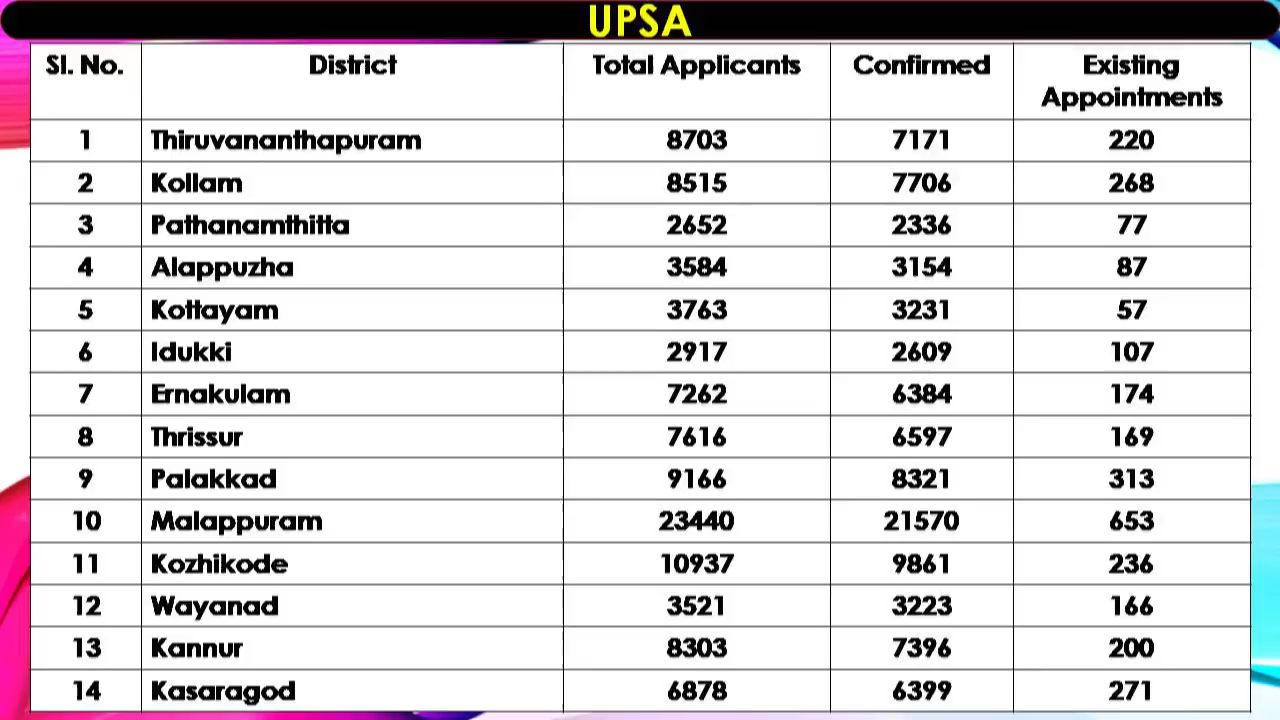 UPSA
Sl. No. District Total Applicants Confirmed Existing Appointments
1 Thiruvananthapuram 8703 7171 220
2 Kollam 8515 7706 268
3 Pathanamthitta 2652 2336 77
4 Alappuzha 3584 3154 87
5 Kottayam 3763 3231 57
6 Idukki 2917 2609 107
7 Ernakulam 7262 6384 174
8 Thrissur 7616 6597 169
9 Palakkad 9166 8321 313
10 Malappuram 23440 21570 653
11 Kozhikode 10937 9861 236
12 Wayanad 3521 3223 166
13 Kannur 8303 7396 200
14 Kasaragod 6878 6399 271